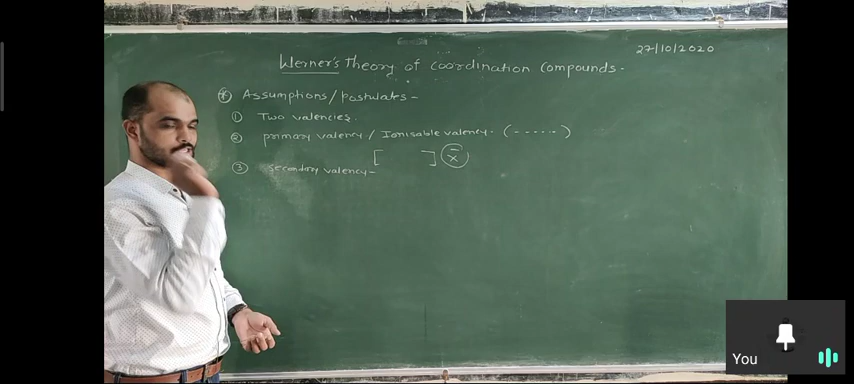 27/10/2020
Werner's Theory of Coordination Compounds-
* Assumptions/postulates-
① Two valencies.
② primary valency / Ionisable valency- (------)
[ ] x̄
③ secondary valency-
You